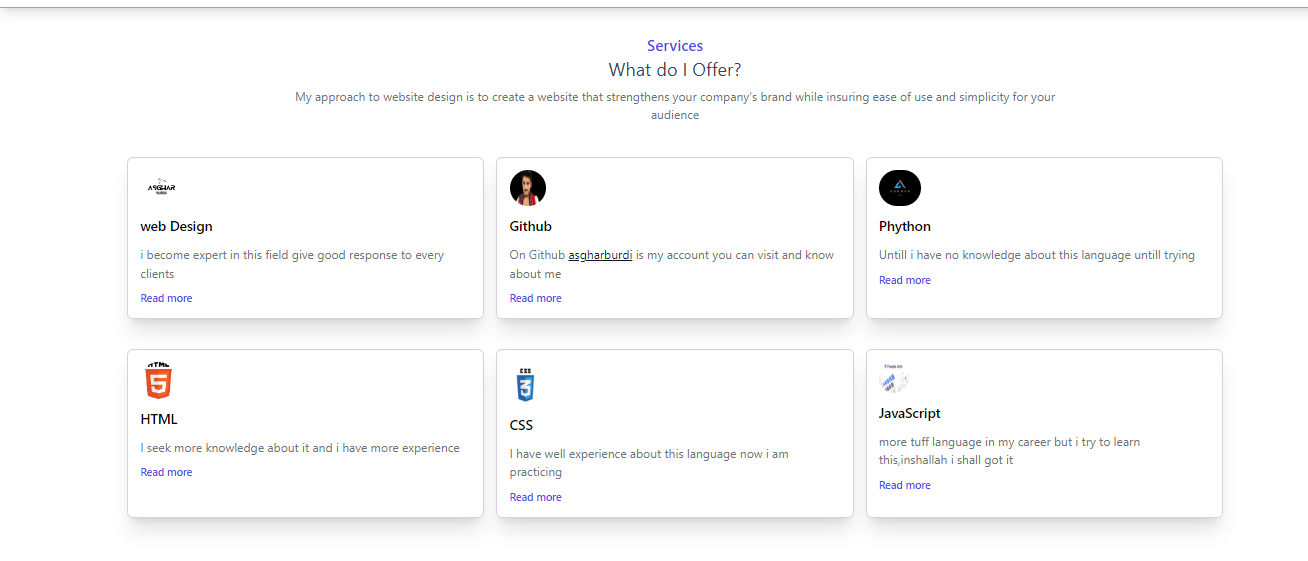 Services
What do I Offer?
My approach to website design is to create a website that strengthens your company's brand while insuring ease of use and simplicity for your
audience
ASGHAR
web Design
i become expert in this field give good response to every
clients
Read more
Github
On Github asgharburdi is my account you can visit and know
about me
Read more
Phython
Untill i have no knowledge about this language untill trying
Read more
HTML
5
HTML
I seek more knowledge about it and i have more experience
Read more
CSS
3
CSS
I have well experience about this language now i am
practicing
Read more
JavaScript
more tuff language in my career but i try to learn
this,inshallah i shall got it
Read more